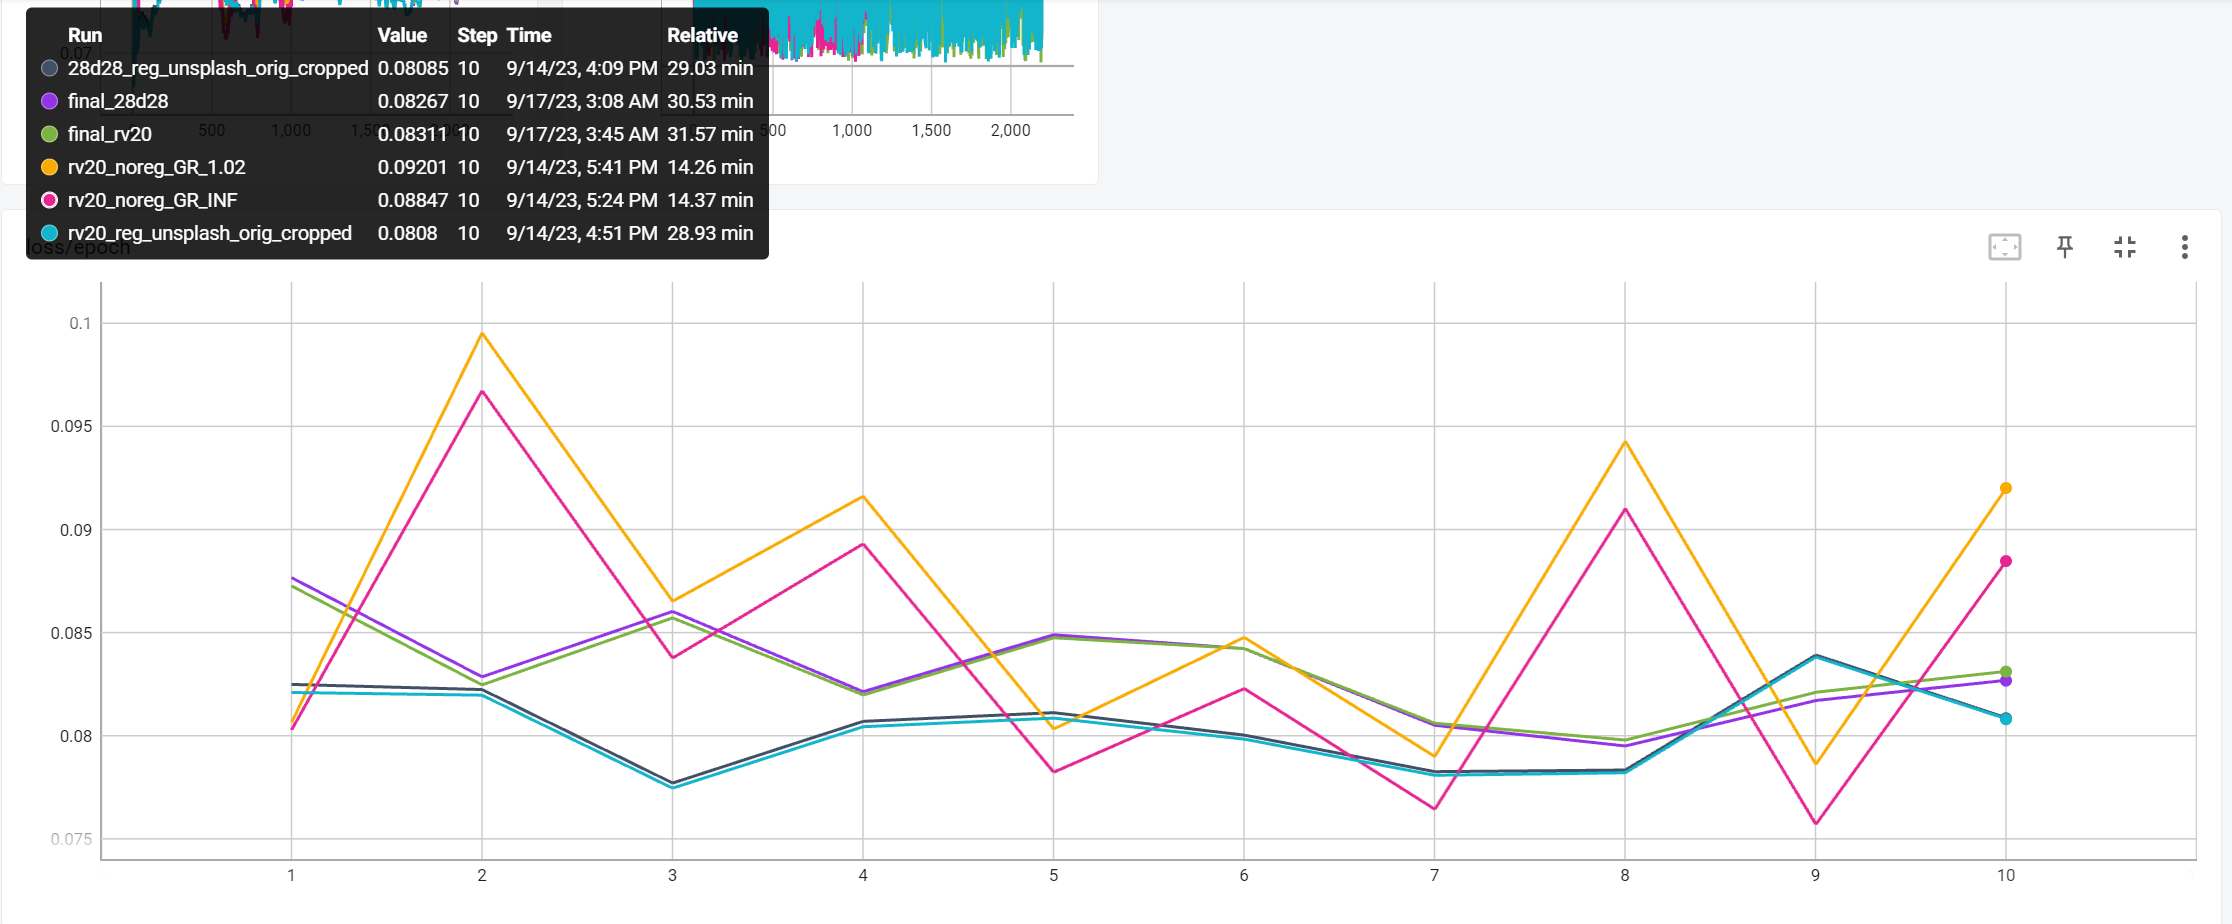 Run Value Step Time Relative
28d28_reg_unsplash_orig_cropped 0.08085 10 9/14/23, 4:09 PM 29.03 min
final_28d28 0.08267 10 9/17/23, 3:08 AM 30.53 min
final_rv20 0.08311 10 9/17/23, 3:45 AM 31.57 min
rv20_noreg_GR_1.02 0.09201 10 9/14/23, 5:41 PM 14.26 min
rv20_noreg_GR_INF 0.08847 10 9/14/23, 5:24 PM 14.37 min
rv20_reg_unsplash_orig_cropped 0.0808 10 9/14/23, 4:51 PM 28.93 min
0.07
500 1,000 2,000
500 1,000 1,500 2,000
loss/epoch
0.1
0.095
0.09
0.085
0.08
0.075
1 2 3 4 5 6 7 8 9 10